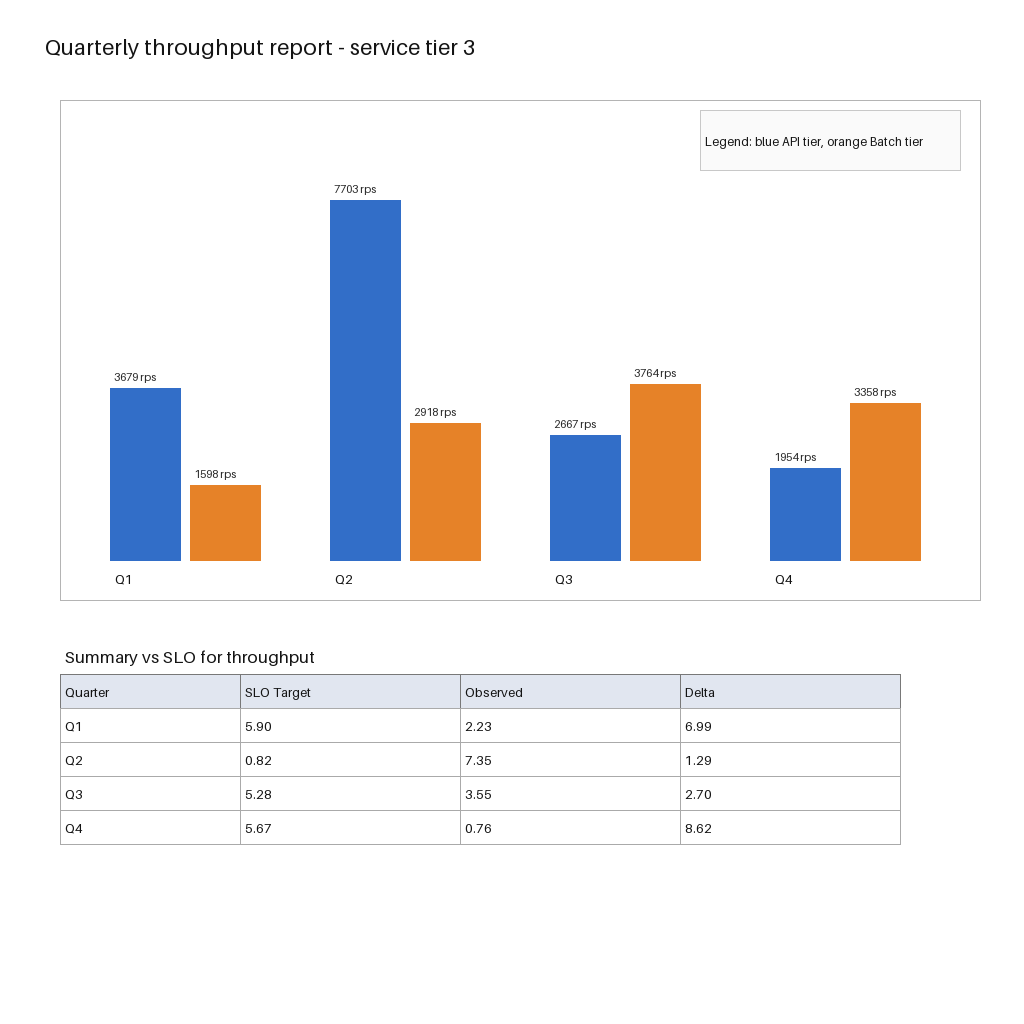 Quarterly throughput report - service tier 3
Legend: blue API tier, orange Batch tier
7703 rps
3679 rps
3764 rps
3358 rps
2918 rps
2667 rps
1954 rps
1598 rps
Q1 Q2 Q3 Q4
Summary vs SLO for throughput
Quarter SLO Target Observed Delta
Q1 5.90 2.23 6.99
Q2 0.82 7.35 1.29
Q3 5.28 3.55 2.70
Q4 5.67 0.76 8.62